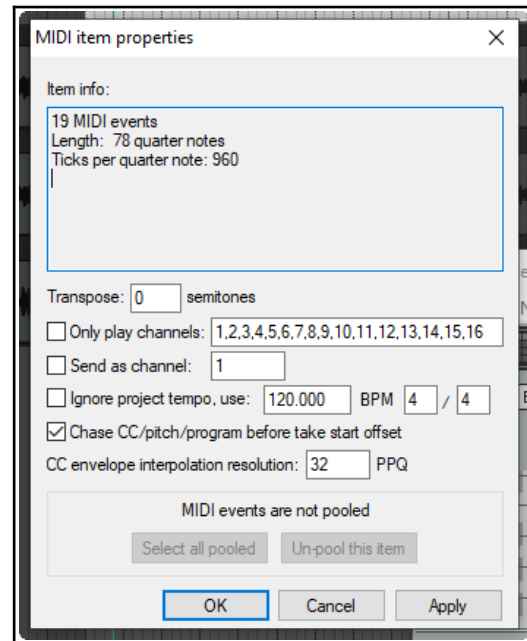 MIDI item properties
Item info:
19 MIDI events
Length: 78 quarter notes
Ticks per quarter note: 960
Transpose: 0 semitones
Only play channels: 1,2,3,4,5,6,7,8,9,10,11,12,13,14,15,16
Send as channel: 1
Ignore project tempo, use: 120.000 BPM 4 / 4
Chase CC/pitch/program before take start offset
CC envelope interpolation resolution: 32 PPQ
MIDI events are not pooled
Select all pooled Un-pool this item
OK Cancel Apply